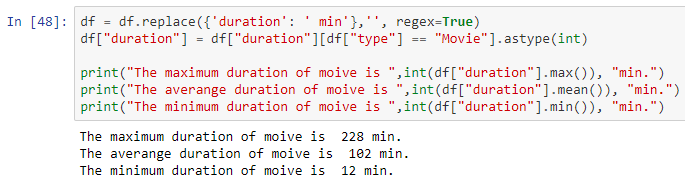 In [48]: df = df.replace({'duration': ' min'},'', regex=True)
df["duration"] = df["duration"][df["type"] == "Movie"].astype(int)
print("The maximum duration of moive is ",int(df["duration"].max()), "min.")
print("The averange duration of moive is ",int(df["duration"].mean()), "min.")
print("The minimum duration of moive is ",int(df["duration"].min()), "min.")
The maximum duration of moive is  228 min.
The averange duration of moive is  102 min.
The minimum duration of moive is  12 min.